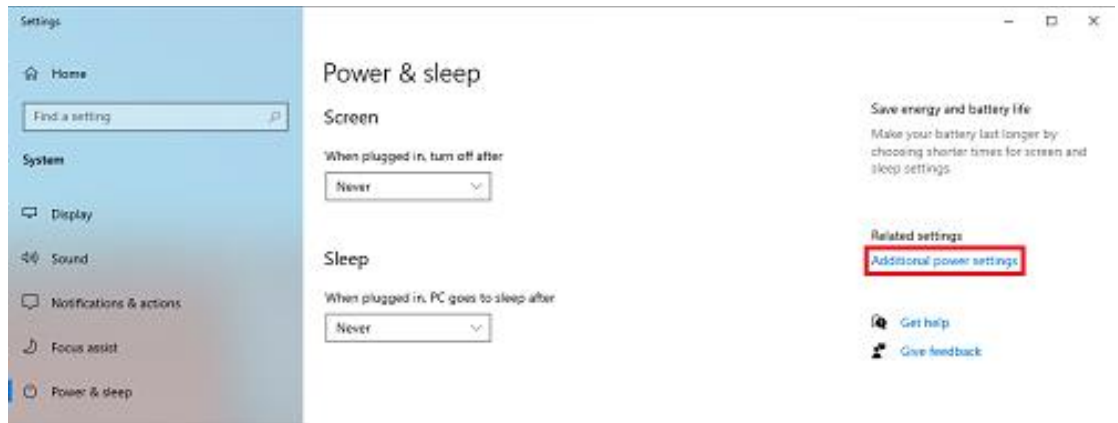 Settings
Home
Find a setting
System
Display
Sound
Notifications & actions
Focus assist
Power & sleep
Power & sleep
Screen
When plugged in, turn off after
Never
Sleep
When plugged in, PC goes to sleep after
Never
Save energy and battery life
Make your battery last longer by
choosing shorter times for screen and
sleep settings
Related settings
Additional power settings
Get help
Give feedback